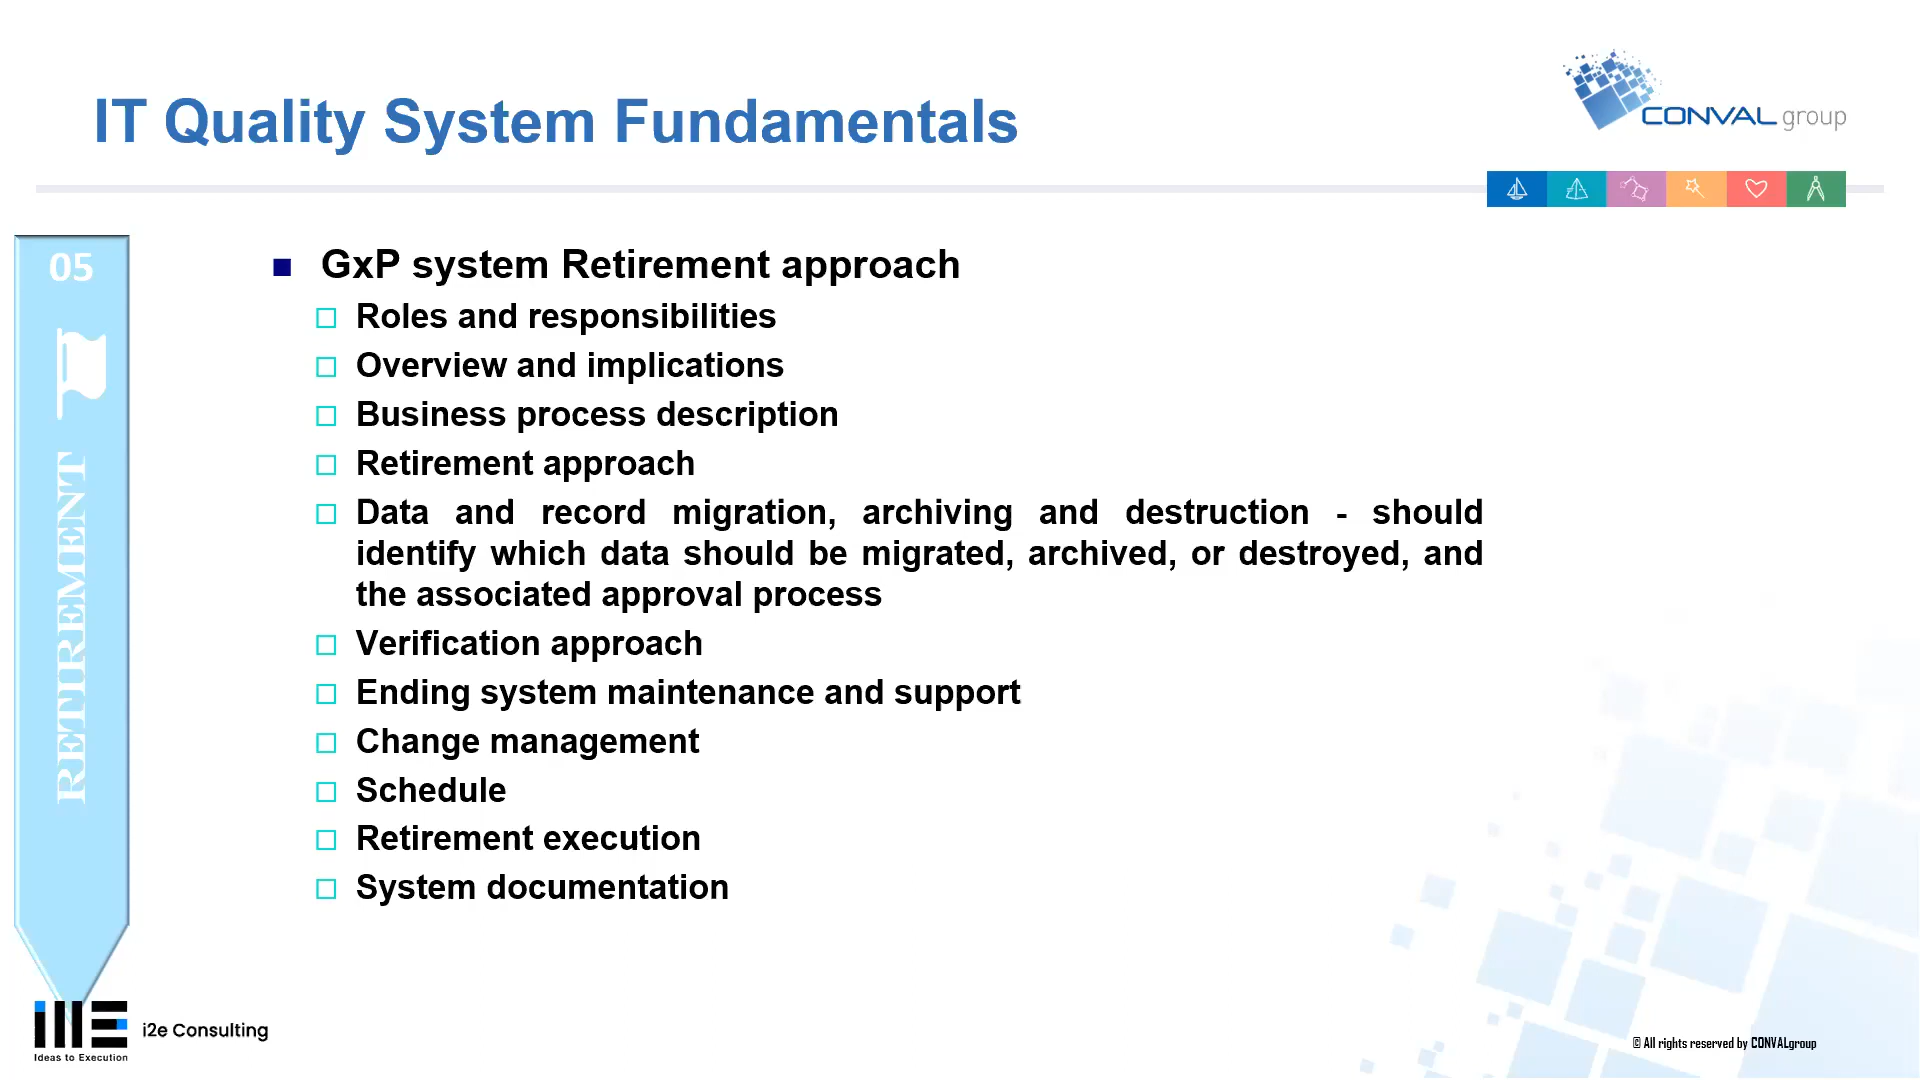 IT Quality System Fundamentals
CONVAL group
05
RETIREMENT
GxP system Retirement approach
Roles and responsibilities
Overview and implications
Business process description
Retirement approach
Data and record migration, archiving and destruction - should
identify which data should be migrated, archived, or destroyed, and
the associated approval process
Verification approach
Ending system maintenance and support
Change management
Schedule
Retirement execution
System documentation
i2e Consulting
Ideas to Execution
© All rights reserved by CONVALgroup